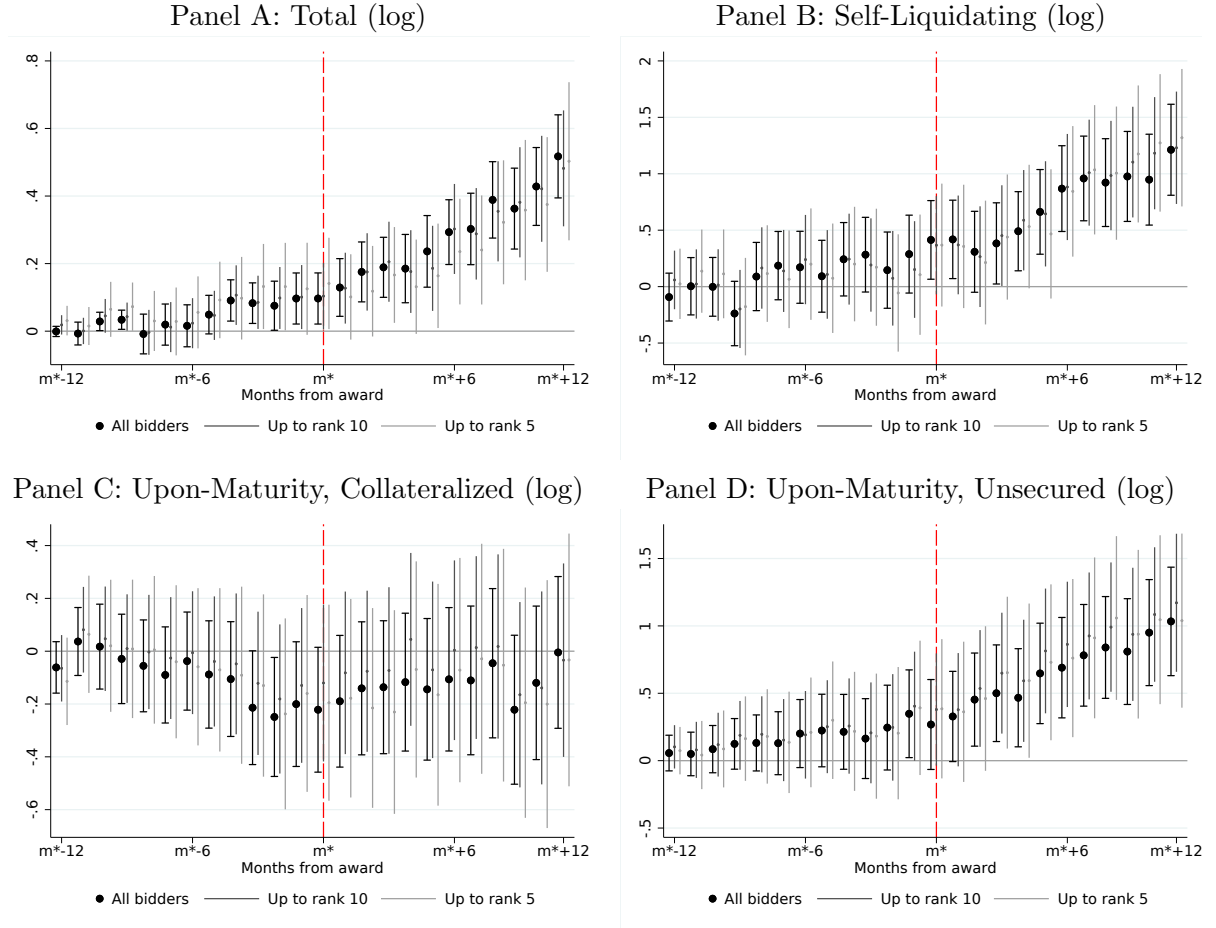 Panel A: Total (log)
.8
.6
.4
.2
0
m*-12 m*-6 m* m*+6 m*+12
Months from award
All bidders Up to rank 10 Up to rank 5
Panel B: Self-Liquidating (log)
2
1.5
1
.5
0
-.5
m*-12 m*-6 m* m*+6 m*+12
Months from award
All bidders Up to rank 10 Up to rank 5
Panel C: Upon-Maturity, Collateralized (log)
.4
.2
0
-.2
-.4
-.6
m*-12 m*-6 m* m*+6 m*+12
Months from award
All bidders Up to rank 10 Up to rank 5
Panel D: Upon-Maturity, Unsecured (log)
1.5
1
.5
0
-.5
m*-12 m*-6 m* m*+6 m*+12
Months from award
All bidders Up to rank 10 Up to rank 5